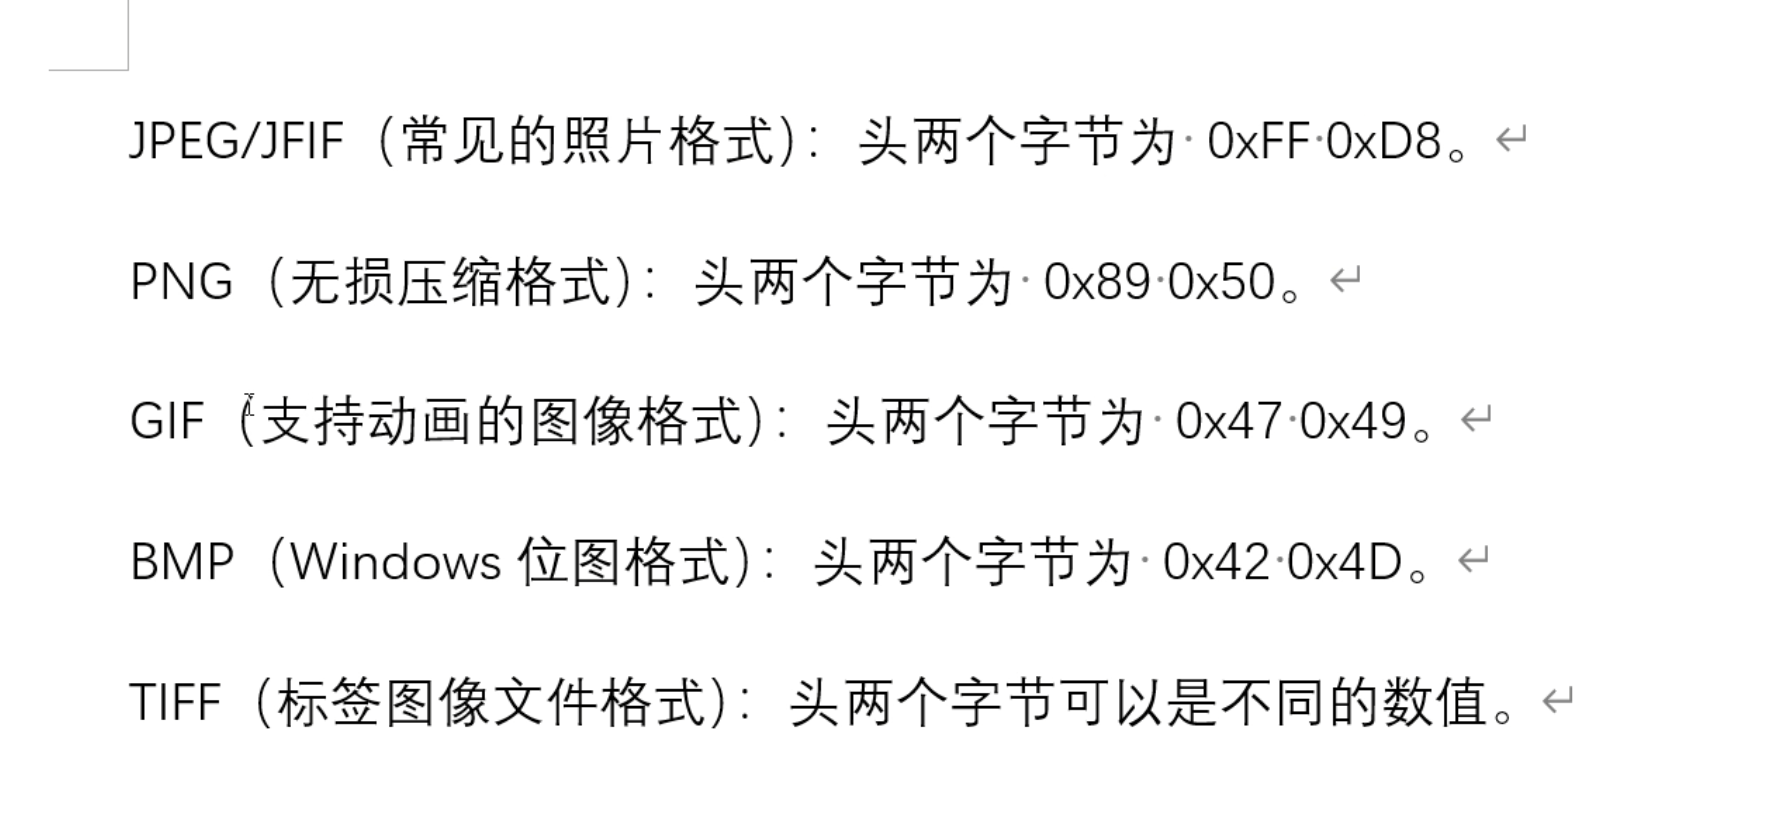 JPEG/JFIF（常见的照片格式）：头两个字节为 0xFF 0xD8。
PNG（无损压缩格式）：头两个字节为 0x89 0x50。
GIF（支持动画的图像格式）：头两个字节为 0x47 0x49。
BMP（Windows 位图格式）：头两个字节为 0x42 0x4D。
TIFF（标签图像文件格式）：头两个字节可以是不同的数值。